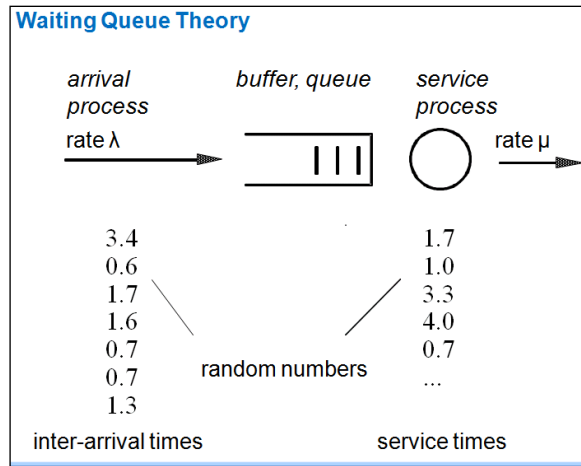 Waiting Queue Theory
arrival process
buffer, queue
service process
rate λ
rate μ
3.4
0.6
1.7
1.6
0.7
0.7
1.3
1.7
1.0
3.3
4.0
0.7
...
random numbers
inter-arrival times
service times